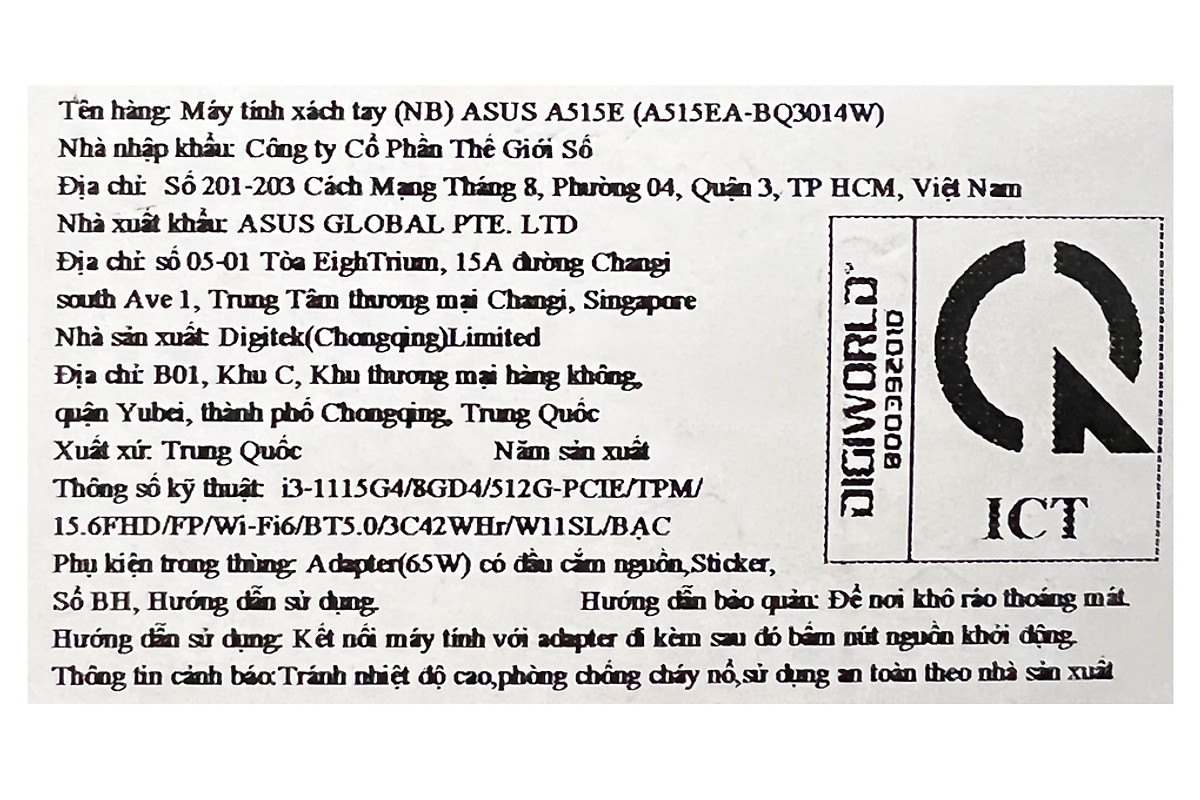 Tên hàng: Máy tính xách tay (NB) ASUS A515E (A515EA-BQ3014W)
Nhà nhập khẩu: Công ty Cổ Phần Thế Giới Số
Địa chỉ: Số 201-203 Cách Mạng Tháng 8, Phường 04, Quận 3, TP HCM, Việt Nam
Nhà xuất khẩu: ASUS GLOBAL PTE. LTD
Địa chỉ: số 05-01 Tòa EighTrium, 15A đường Changi
south Ave 1, Trung Tâm thương mại Changi, Singapore
Nhà sản xuất: Digitek(Chongqing)Limited
Địa chỉ: B01, Khu C, Khu thương mại hàng không,
quận Yubei, thành phố Chongqing, Trung Quốc
Xuất xứ: Trung Quốc Năm sản xuất
Thông số kỹ thuật: i3-1115G4/8GD4/512G-PCIE/TPM/
15.6FHD/FP/Wi-Fi6/BT5.0/3C42WHr/W11SL/BẠC
Phụ kiện trong thùng: Adapter(65W) có đầu cắm nguồn,Sticker,
Sổ BH, Hướng dẫn sử dụng. Hướng dẫn bảo quản: Để nơi khô ráo thoáng mát.
Hướng dẫn sử dụng: Kết nối máy tính với adapter đi kèm sau đó bấm nút nguồn khởi động.
Thông tin cảnh báo:Tránh nhiệt độ cao,phòng chống cháy nổ,sử dụng an toàn theo nhà sản xuất
DIGIWORLD
ICT